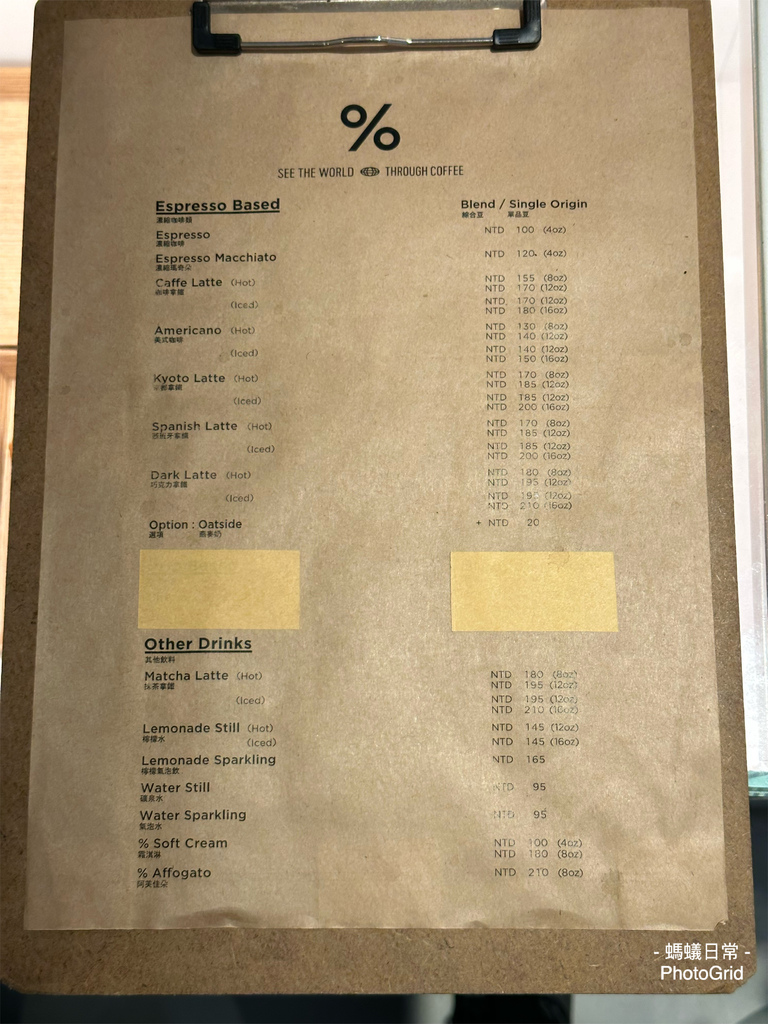 %
SEE THE WORLD THROUGH COFFEE
Espresso Based Blend / Single Origin
濃縮咖啡類 綜合豆 單品豆
Espresso NTD 100 (4oz)
濃縮咖啡
Espresso Macchiato NTD 120 (4oz)
濃縮瑪奇朵
Caffe Latte (Hot) NTD 155 (8oz)
咖啡拿鐵 NTD 170 (12oz)
(Iced) NTD 170 (12oz)
NTD 180 (16oz)
Americano (Hot) NTD 130 (8oz)
美式咖啡 NTD 140 (12oz)
(Iced) NTD 140 (12oz)
NTD 150 (16oz)
Kyoto Latte (Hot) NTD 170 (8oz)
京都拿鐵 NTD 185 (12oz)
(Iced) NTD 185 (12oz)
NTD 200 (16oz)
Spanish Latte (Hot) NTD 170 (8oz)
西班牙拿鐵 NTD 185 (12oz)
(Iced) NTD 185 (12oz)
NTD 200 (16oz)
Dark Latte (Hot) NTD 180 (8oz)
巧克力拿鐵 NTD 195 (12oz)
(Iced) NTD 195 (12oz)
NTD 210 (16oz)
Option : Oatside + NTD 20
選項 燕麥奶
Other Drinks
其他飲料
Matcha Latte (Hot) NTD 180 (8oz)
抹茶拿鐵 NTD 195 (12oz)
(Iced) NTD 195 (12oz)
NTD 210 (16oz)
Lemonade Still (Hot) NTD 145 (12oz)
檸檬水 (Iced) NTD 145 (16oz)
Lemonade Sparkling NTD 165
檸檬氣泡飲
Water Still NTD 95
礦泉水
Water Sparkling NTD 95
氣泡水
% Soft Cream NTD 100 (4oz)
霜淇淋 NTD 180 (8oz)
% Affogato NTD 210 (8oz)
阿芙佳朵
- 螞蟻日常 -
PhotoGrid